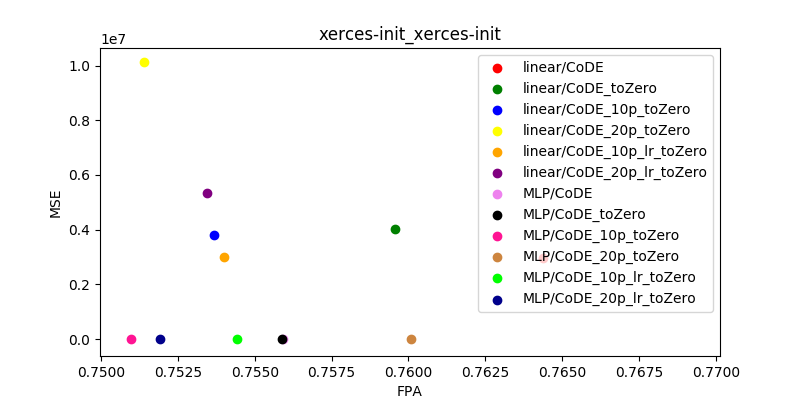 xerces-init_xerces-init
1e7
1.0
0.8
0.6
0.4
0.2
0.0
MSE
linear/CoDE
linear/CoDE_toZero
linear/CoDE_10p_toZero
linear/CoDE_20p_toZero
linear/CoDE_10p_lr_toZero
linear/CoDE_20p_lr_toZero
MLP/CoDE
MLP/CoDE_toZero
MLP/CoDE_10p_toZero
MLP/CoDE_20p_toZero
MLP/CoDE_10p_lr_toZero
MLP/CoDE_20p_lr_toZero
0.7500 0.7525 0.7550 0.7575 0.7600 0.7625 0.7650 0.7675 0.7700
FPA